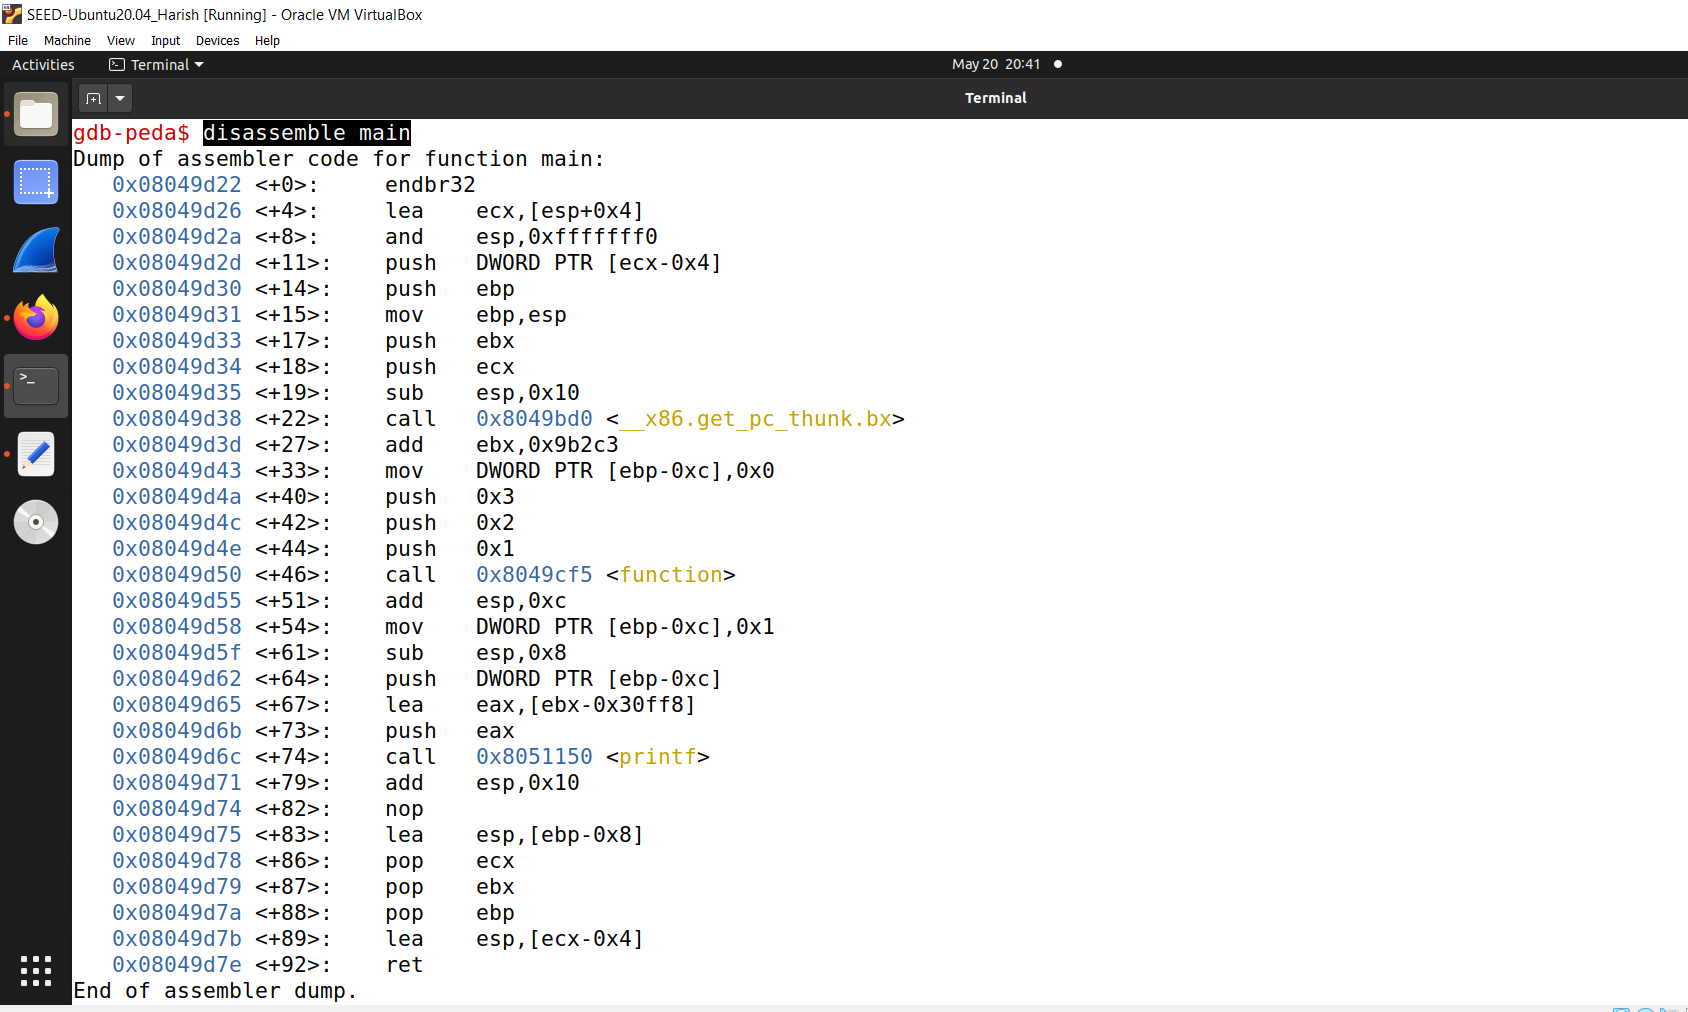 SEED-Ubuntu20.04_Harish [Running] - Oracle VM VirtualBox
File Machine View Input Devices Help
Activities Terminal May 20 20:41
Terminal
gdb-peda$ disassemble main
Dump of assembler code for function main:
0x08049d22 <+0>: endbr32
0x08049d26 <+4>: lea ecx,[esp+0x4]
0x08049d2a <+8>: and esp,0xfffffff0
0x08049d2d <+11>: push DWORD PTR [ecx-0x4]
0x08049d30 <+14>: push ebp
0x08049d31 <+15>: mov ebp,esp
0x08049d33 <+17>: push ebx
0x08049d34 <+18>: push ecx
0x08049d35 <+19>: sub esp,0x10
0x08049d38 <+22>: call 0x8049bd0 <__x86.get_pc_thunk.bx>
0x08049d3d <+27>: add ebx,0x9b2c3
0x08049d43 <+33>: mov DWORD PTR [ebp-0xc],0x0
0x08049d4a <+40>: push 0x3
0x08049d4c <+42>: push 0x2
0x08049d4e <+44>: push 0x1
0x08049d50 <+46>: call 0x8049cf5 <function>
0x08049d55 <+51>: add esp,0xc
0x08049d58 <+54>: mov DWORD PTR [ebp-0xc],0x1
0x08049d5f <+61>: sub esp,0x8
0x08049d62 <+64>: push DWORD PTR [ebp-0xc]
0x08049d65 <+67>: lea eax,[ebx-0x30ff8]
0x08049d6b <+73>: push eax
0x08049d6c <+74>: call 0x8051150 <printf>
0x08049d71 <+79>: add esp,0x10
0x08049d74 <+82>: nop
0x08049d75 <+83>: lea esp,[ebp-0x8]
0x08049d78 <+86>: pop ecx
0x08049d79 <+87>: pop ebx
0x08049d7a <+88>: pop ebp
0x08049d7b <+89>: lea esp,[ecx-0x4]
0x08049d7e <+92>: ret
End of assembler dump.